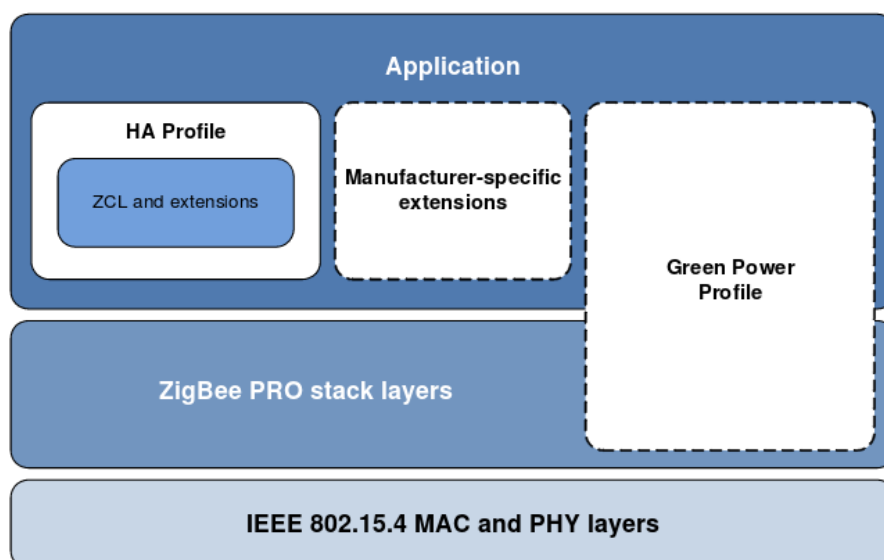 Application
HA Profile
ZCL and extensions
Manufacturer-specific
extensions
Green Power
Profile
ZigBee PRO stack layers
IEEE 802.15.4 MAC and PHY layers